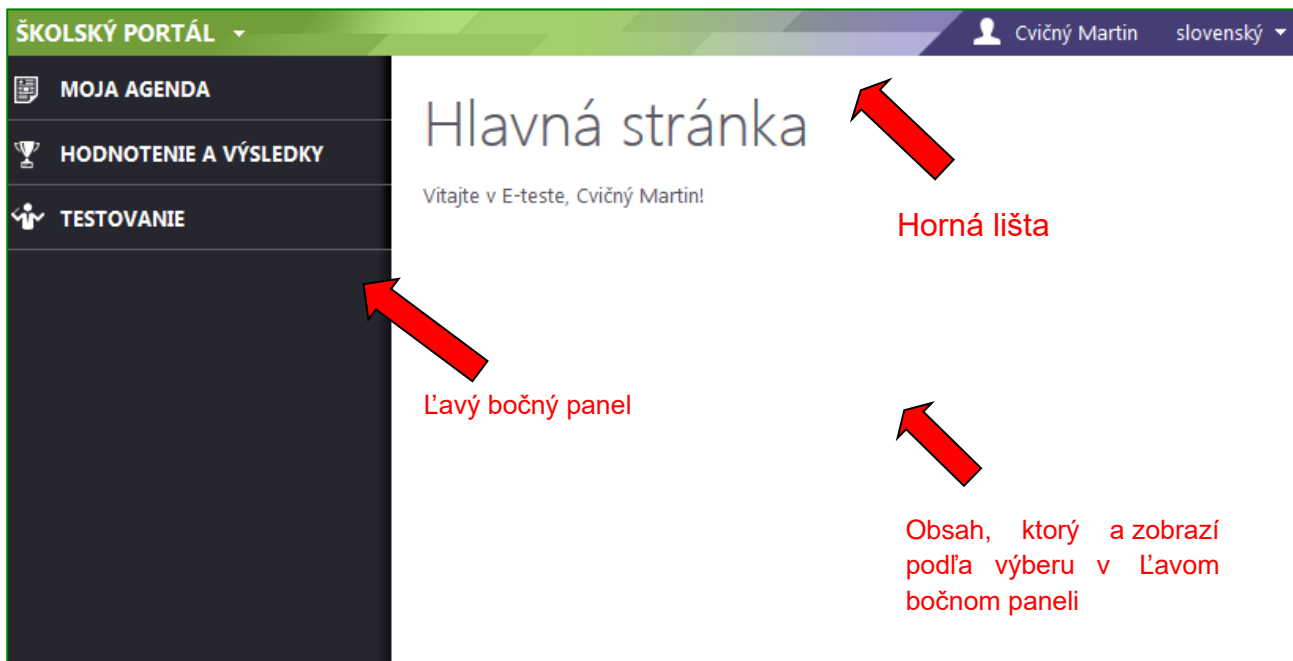 ŠKOLSKÝ PORTÁL
Cvičný Martin
slovenský
MOJA AGENDA
HODNOTENIE A VÝSLEDKY
TESTOVANIE
Hlavná stránka
Vitajte v E-teste, Cvičný Martin!
Horná lišta
Ľavý bočný panel
Obsah, ktorý a zobrazí
podľa výberu v Ľavom
bočnom paneli